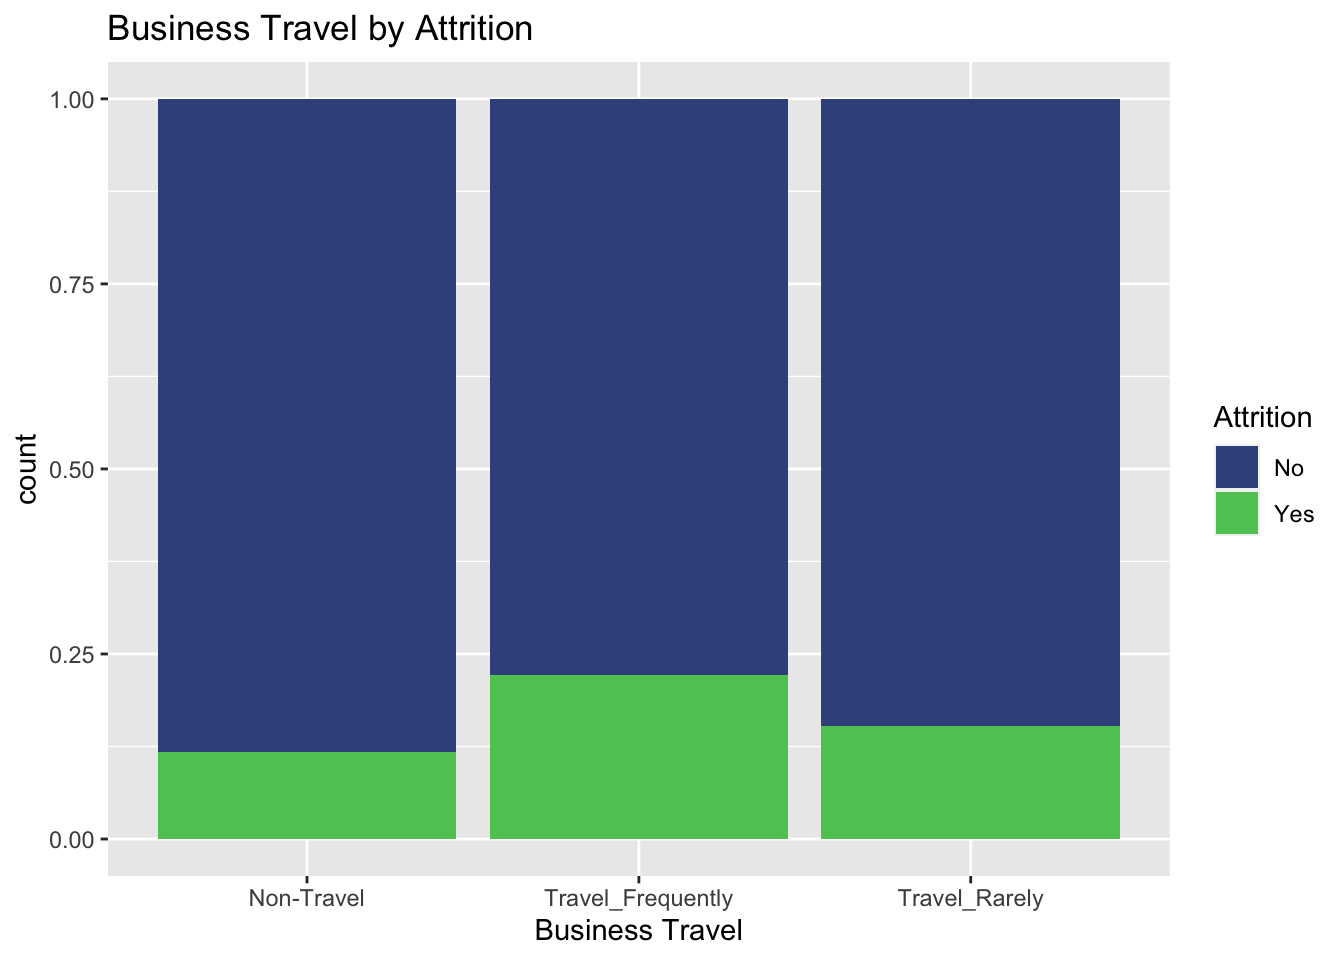 Business Travel by Attrition
1.00
0.75
0.50
0.25
0.00
count
Non-Travel Travel_Frequently Travel_Rarely
Business Travel
Attrition
No
Yes